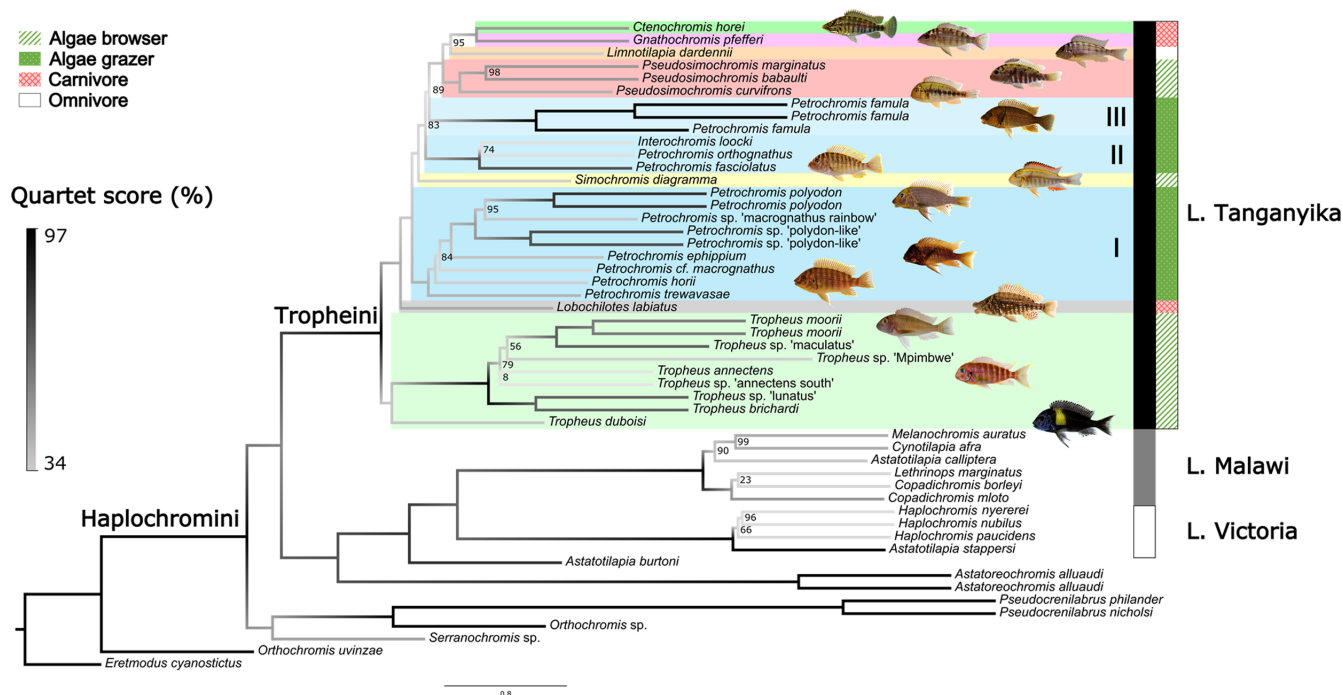 Algae browser
Algae grazer
Carnivore
Omnivore
Quartet score (%)
97
34
Ctenochromis horei
95
Gnathochromis pfefferi
Limnotilapia dardennii
Pseudosimochromis marginatus
98
Pseudosimochromis babaulti
89
Pseudosimochromis curvifrons
Petrochromis famula
Petrochromis famula
83
III
Petrochromis famula
Interochromis loocki
74
Petrochromis orthognathus
II
Petrochromis fasciolatus
Simochromis diagramma
Petrochromis polyodon
Petrochromis polyodon
95
L. Tanganyika
Petrochromis sp. 'macrognathus rainbow'
Petrochromis sp. 'polydon-like'
Petrochromis sp. 'polydon-like'
I
84
Petrochromis ephippium
Petrochromis cf. macrognathus
Petrochromis horii
Petrochromis trewavasae
Lobochilotes labiatus
Tropheini
Tropheus moorii
Tropheus moorii
56
Tropheus sp. 'maculatus'
Tropheus sp. 'Mpimbwe'
79
Tropheus annectens
8
Tropheus sp. 'annectens south'
Tropheus sp. 'lunatus'
Tropheus brichardi
Tropheus duboisi
Melanochromis auratus
99
Cynotilapia afra
90
Astatotilapia calliptera
L. Malawi
Lethrinops marginatus
23
Copadichromis borleyi
Copadichromis mloto
Haplochromini
Haplochromis nyererei
96
Haplochromis nubilus
66
L. Victoria
Haplochromis paucidens
Astatotilapia stappersi
Astatotilapia burtoni
Astatoreochromis alluaudi
Astatoreochromis alluaudi
Pseudocrenilabrus philander
Pseudocrenilabrus nicholsi
Orthochromis sp.
Serranochromis sp.
Orthochromis uvinzae
Eretmodus cyanostictus
0.8